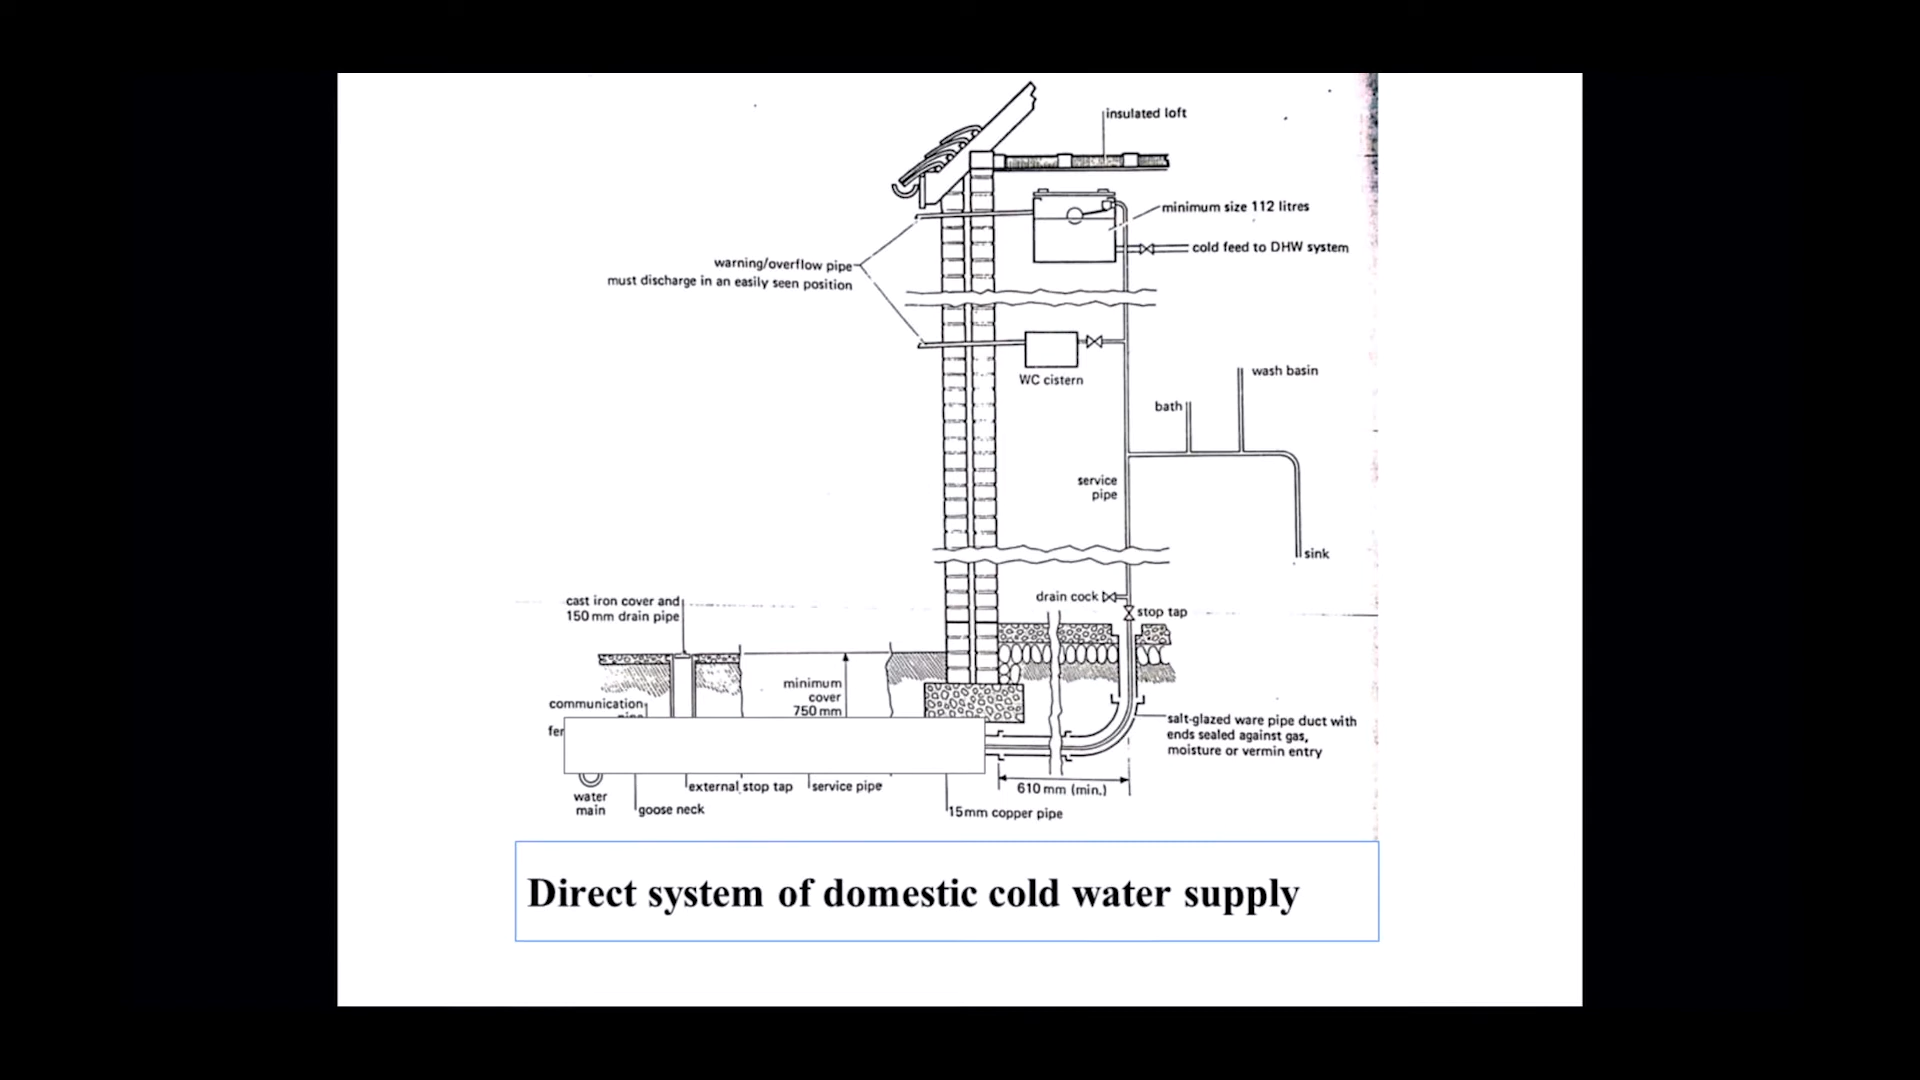 insulated loft
minimum size 112 litres
cold feed to DHW system
warning/overflow pipe
must discharge in an easily seen position
WC cistern
wash basin
bath
service
pipe
sink
cast iron cover and
150 mm drain pipe
drain cock
stop tap
minimum
cover
750 mm
communication
salt-glazed ware pipe duct with
ends sealed against gas,
moisture or vermin entry
external stop tap
service pipe
610 mm (min.)
water
main
goose neck
15mm copper pipe
Direct system of domestic cold water supply